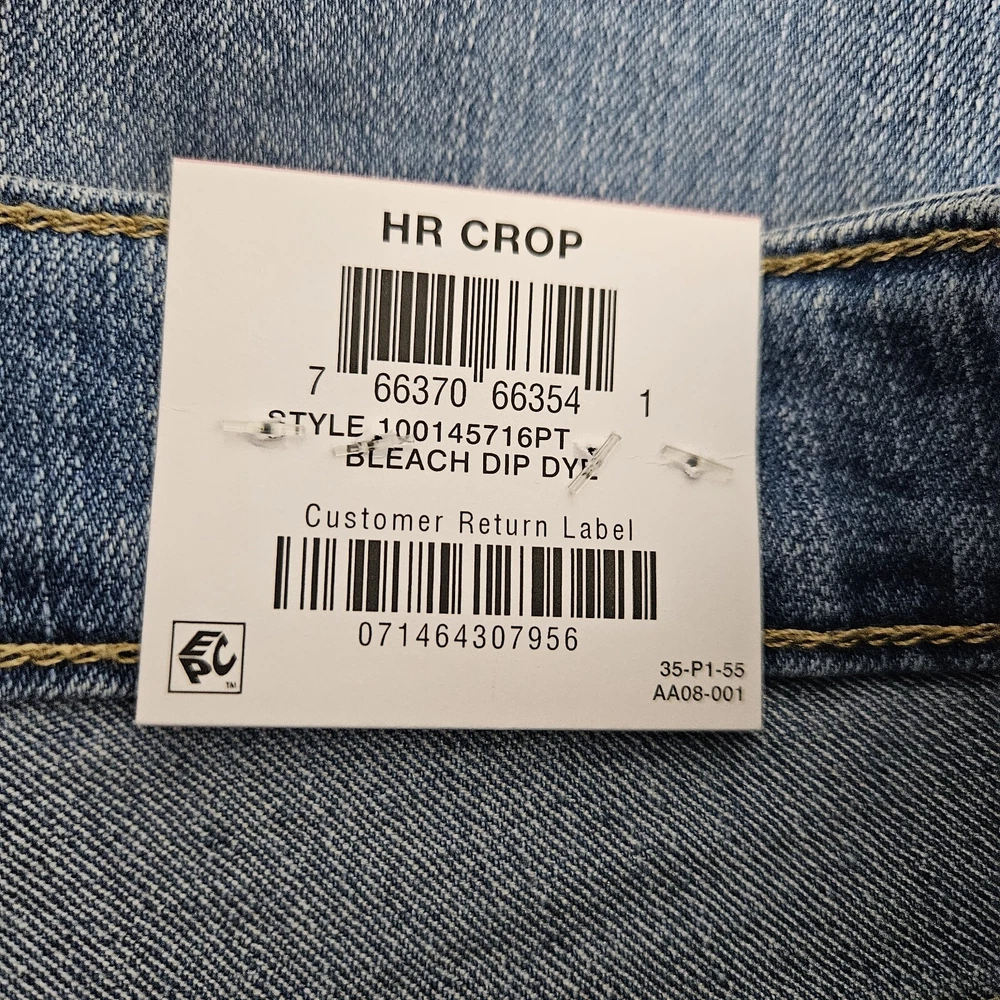 HR CROP
7 66370 66354 1
STYLE 100145716PT
BLEACH DIP DYE
Customer Return Label
071464307956
EPC
TM
35-P1-55
AA08-001